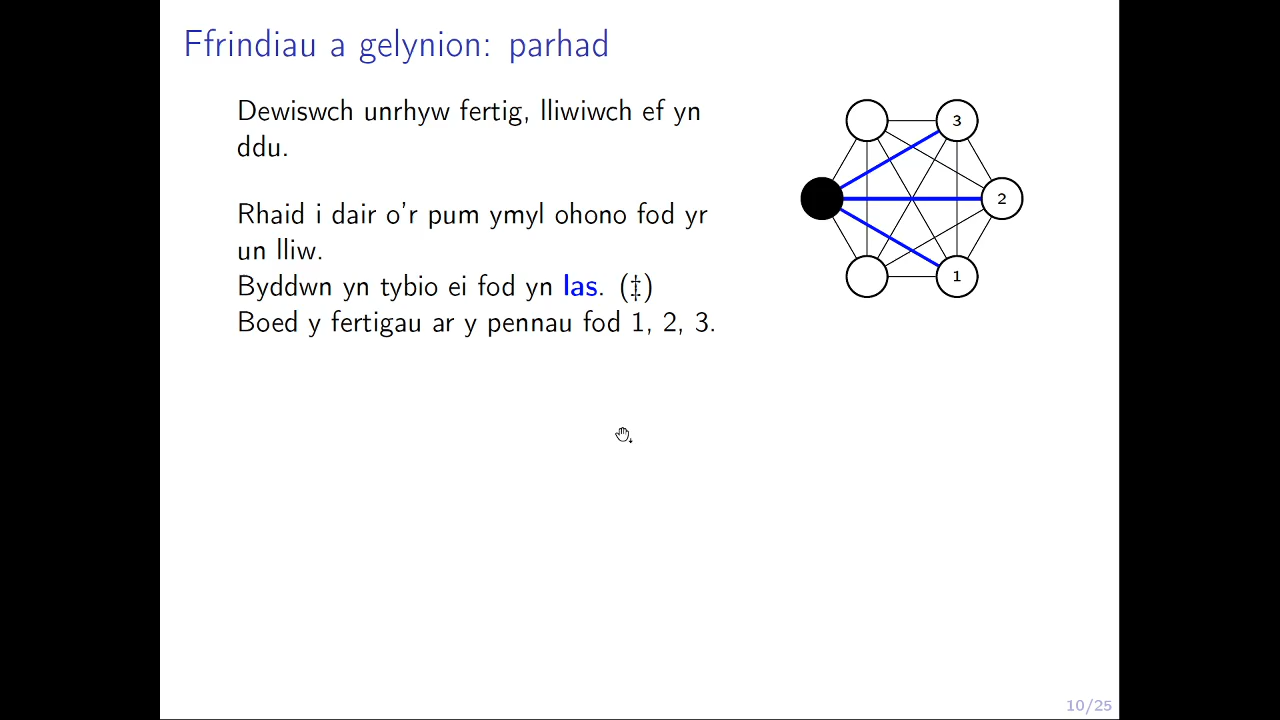 Ffrindiau a gelynion: parhad
Dewiswch unrhyw fertig, lliwiwch ef yn
ddu.
Rhaid i dair o'r pum ymyl ohono fod yr
un lliw.
Byddwn yn tybio ei fod yn las. (‡)
Boed y fertigau ar y pennau fod 1, 2, 3.
3
2
1
10/25